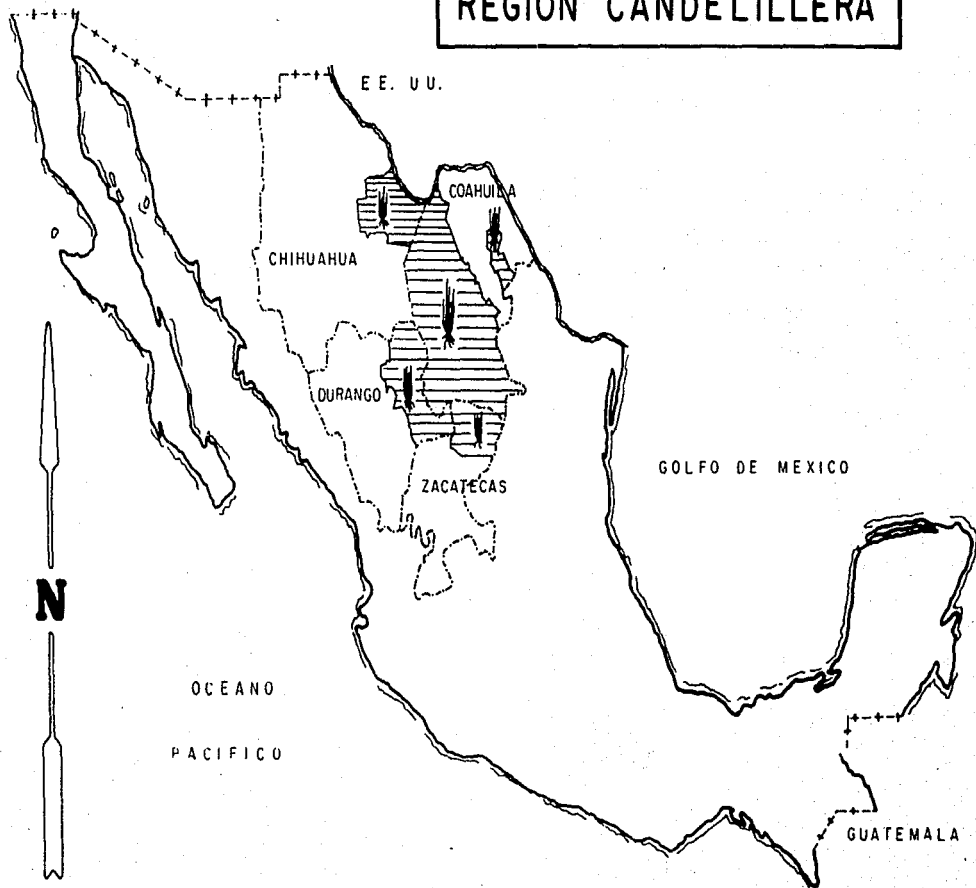 REGION CANDELILLERA
EE. UU.
COAHUILA
CHIHUAHUA
DURANGO
ZACATECAS
GOLFO DE MEXICO
N
OCEANO
PACIFICO
GUATEMALA